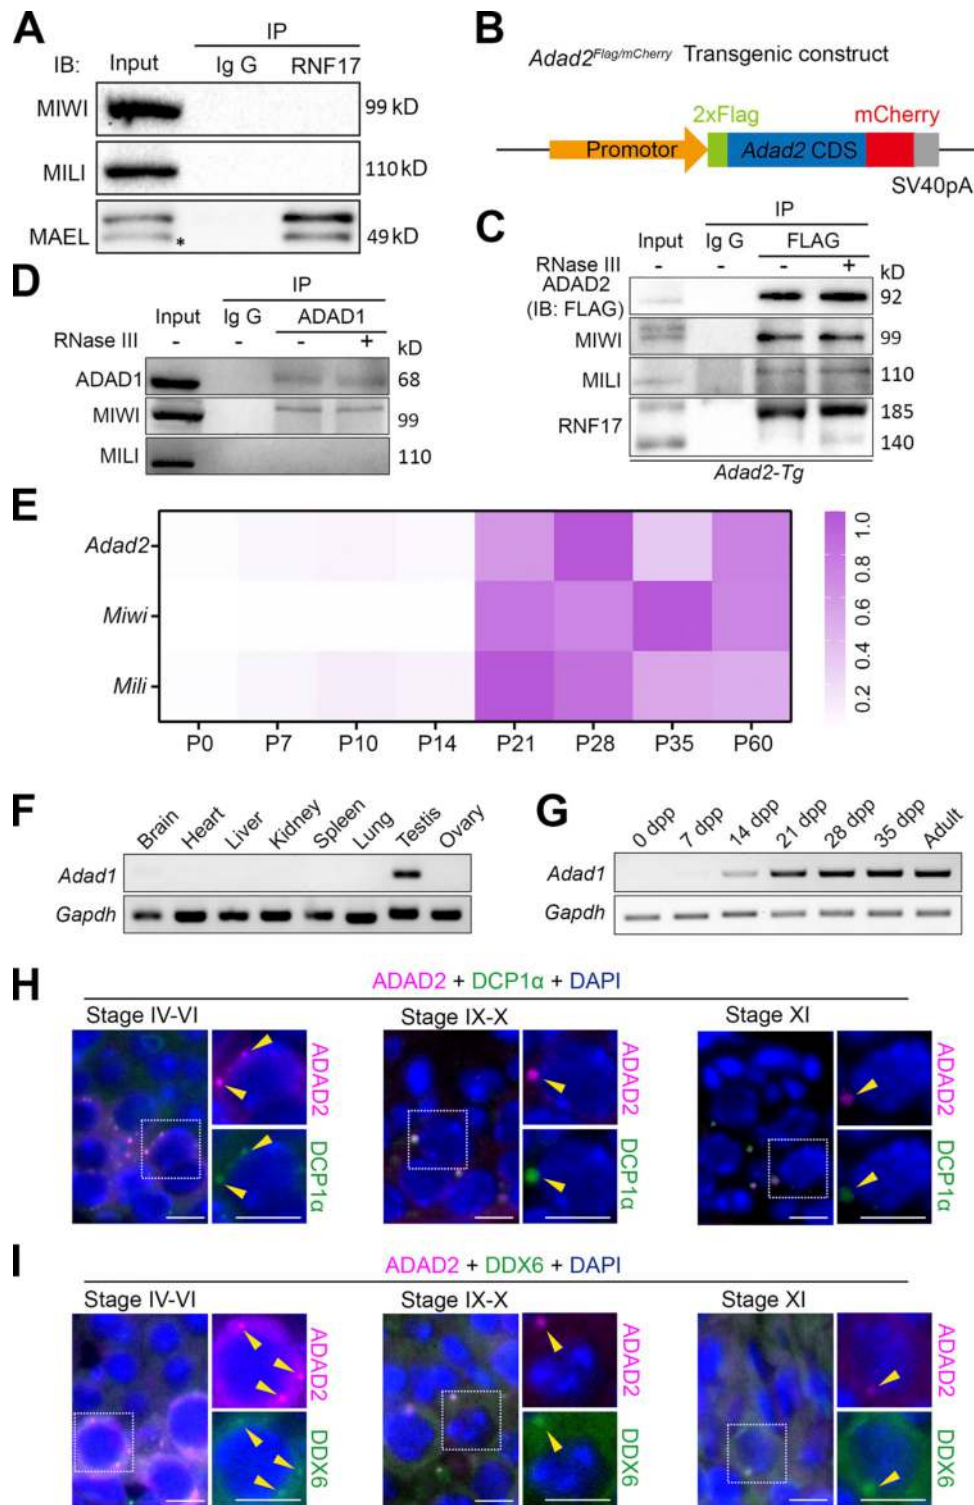 A
IP
IB: Input Ig G RNF17
MIWI 99 kD
MILI 110 kD
MAEL * 49 kD
B
Adad2Flag/mCherry Transgenic construct
2xFlag mCherry
Promotor Adad2 CDS
SV40pA
C
IP
Input Ig G FLAG
RNase III - - - + kD
ADAD2
(IB: FLAG) 92
MIWI 99
MILI 110
RNF17 185
140
Adad2-Tg
D
IP
Input Ig G ADAD1
RNase III - - - + kD
ADAD1 68
MIWI 99
MILI 110
E
Adad2
Miwi
Mili
P0 P7 P10 P14 P21 P28 P35 P60
0.2 0.4 0.6 0.8 1.0
F
Brain Heart Liver Kidney Spleen Lung Testis Ovary
Adad1
Gapdh
G
0 dpp 7 dpp 14 dpp 21 dpp 28 dpp 35 dpp Adult
Adad1
Gapdh
H
ADAD2 + DCP1α + DAPI
Stage IV-VI Stage IX-X Stage XI
ADAD2 ADAD2 ADAD2
DCP1α DCP1α DCP1α
I
ADAD2 + DDX6 + DAPI
Stage IV-VI Stage IX-X Stage XI
ADAD2 ADAD2 ADAD2
DDX6 DDX6 DDX6